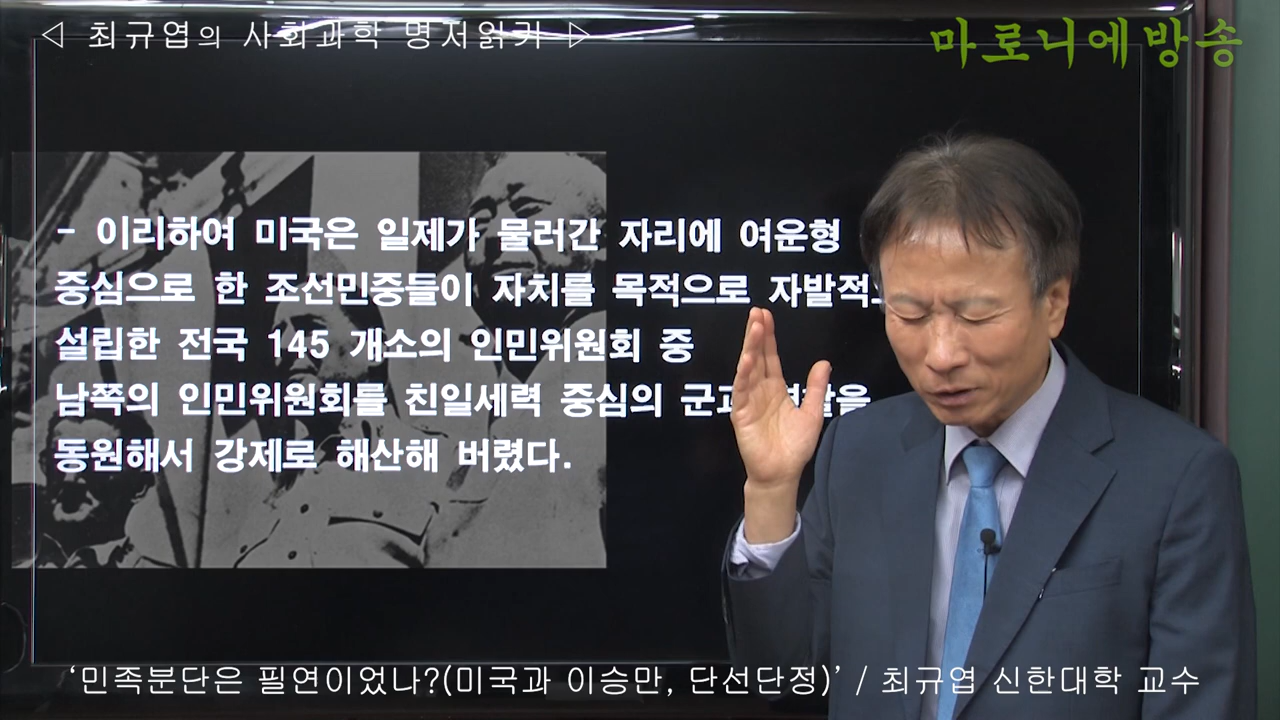 ◁ 최규엽의 사회과학 명저읽기 ▷
마로니에방송
- 이리하여 미국은 일제가 물러간 자리에 여운형
중심으로 한 조선민중들이 자치를 목적으로 자발적
설립한 전국 145 개소의 인민위원회 중
남쪽의 인민위원회를 친일세력 중심의
동원해서 강제로 해산해 버렸다.
‘민족분단은 필연이었나?(미국과 이승만, 단선단정)’ / 최규엽 신한대학 교수